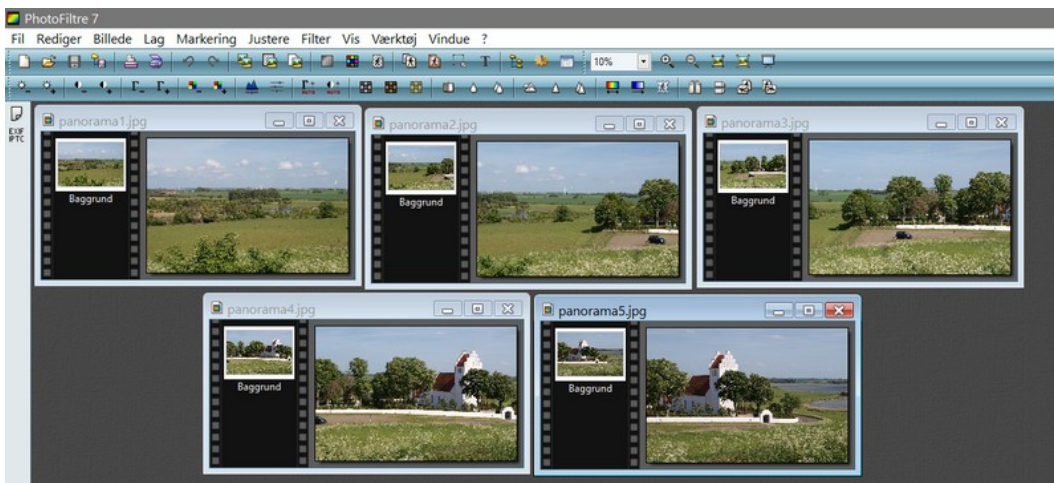 PhotoFiltre 7
Fil Rediger Billede Lag Markering Justere Filter Vis Værktøj Vindue ?
T 10%
EXIF
IPTC
panorama1.jpg
Baggrund
panorama2.jpg
Baggrund
panorama3.jpg
Baggrund
panorama4.jpg
Baggrund
panorama5.jpg
Baggrund